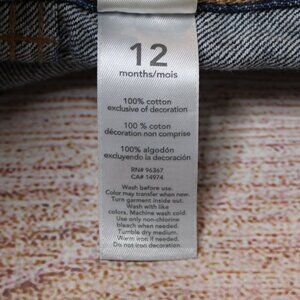 12
months/mois
100% cotton
exclusive of decoration
100 % coton
décoration non comprise
100% algodón
excluyendo la decoración
RN# 96367
CA# 14974
Wash before use.
Color may transfer when new.
Turn garment inside out.
Wash with like
colors. Machine wash cold.
Use only non-chlorine
bleach when needed.
Tumble dry medium.
Warm iron if needed.
Do not iron decoration.